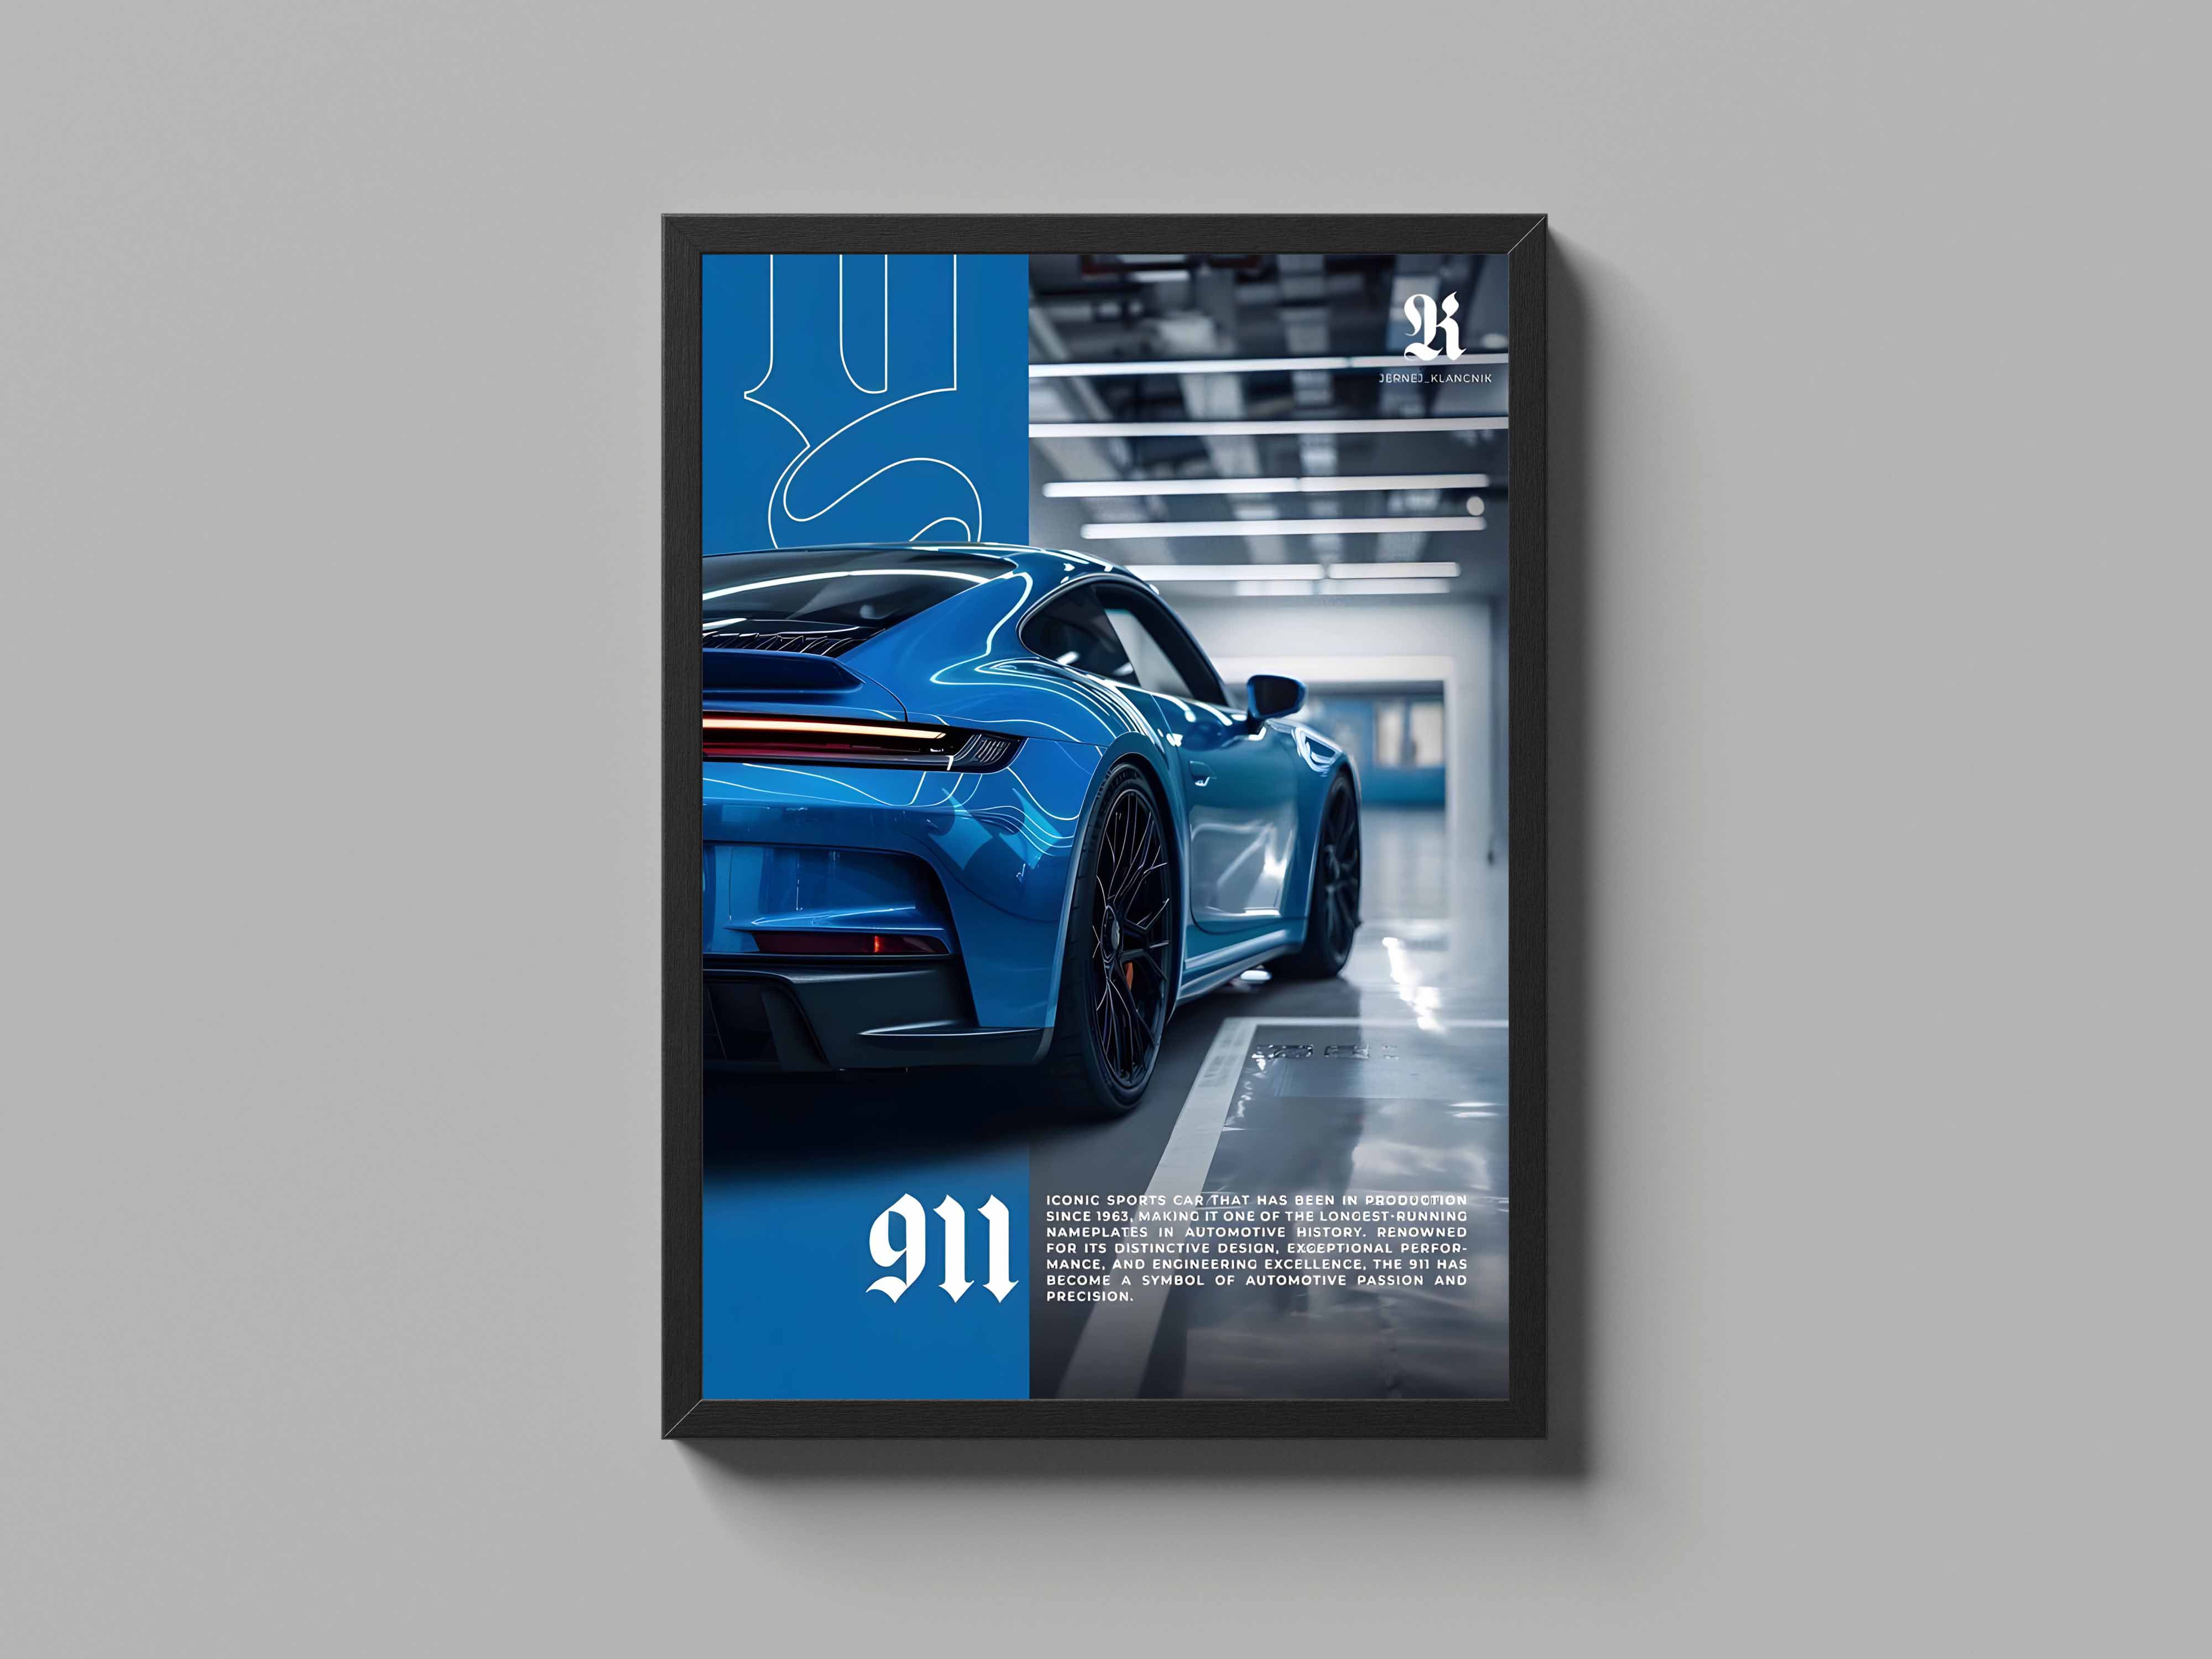 K
JERNEJ_KLANCNIK
911
ICONIC SPORTS CAR THAT HAS BEEN IN PRODUCTION
SINCE 1963, MAKING IT ONE OF THE LONGEST-RUNNING
NAMEPLATES IN AUTOMOTIVE HISTORY. RENOWNED
FOR ITS DISTINCTIVE DESIGN, EXCEPTIONAL PERFOR-
MANCE, AND ENGINEERING EXCELLENCE, THE 911 HAS
BECOME A SYMBOL OF AUTOMOTIVE PASSION AND
PRECISION.